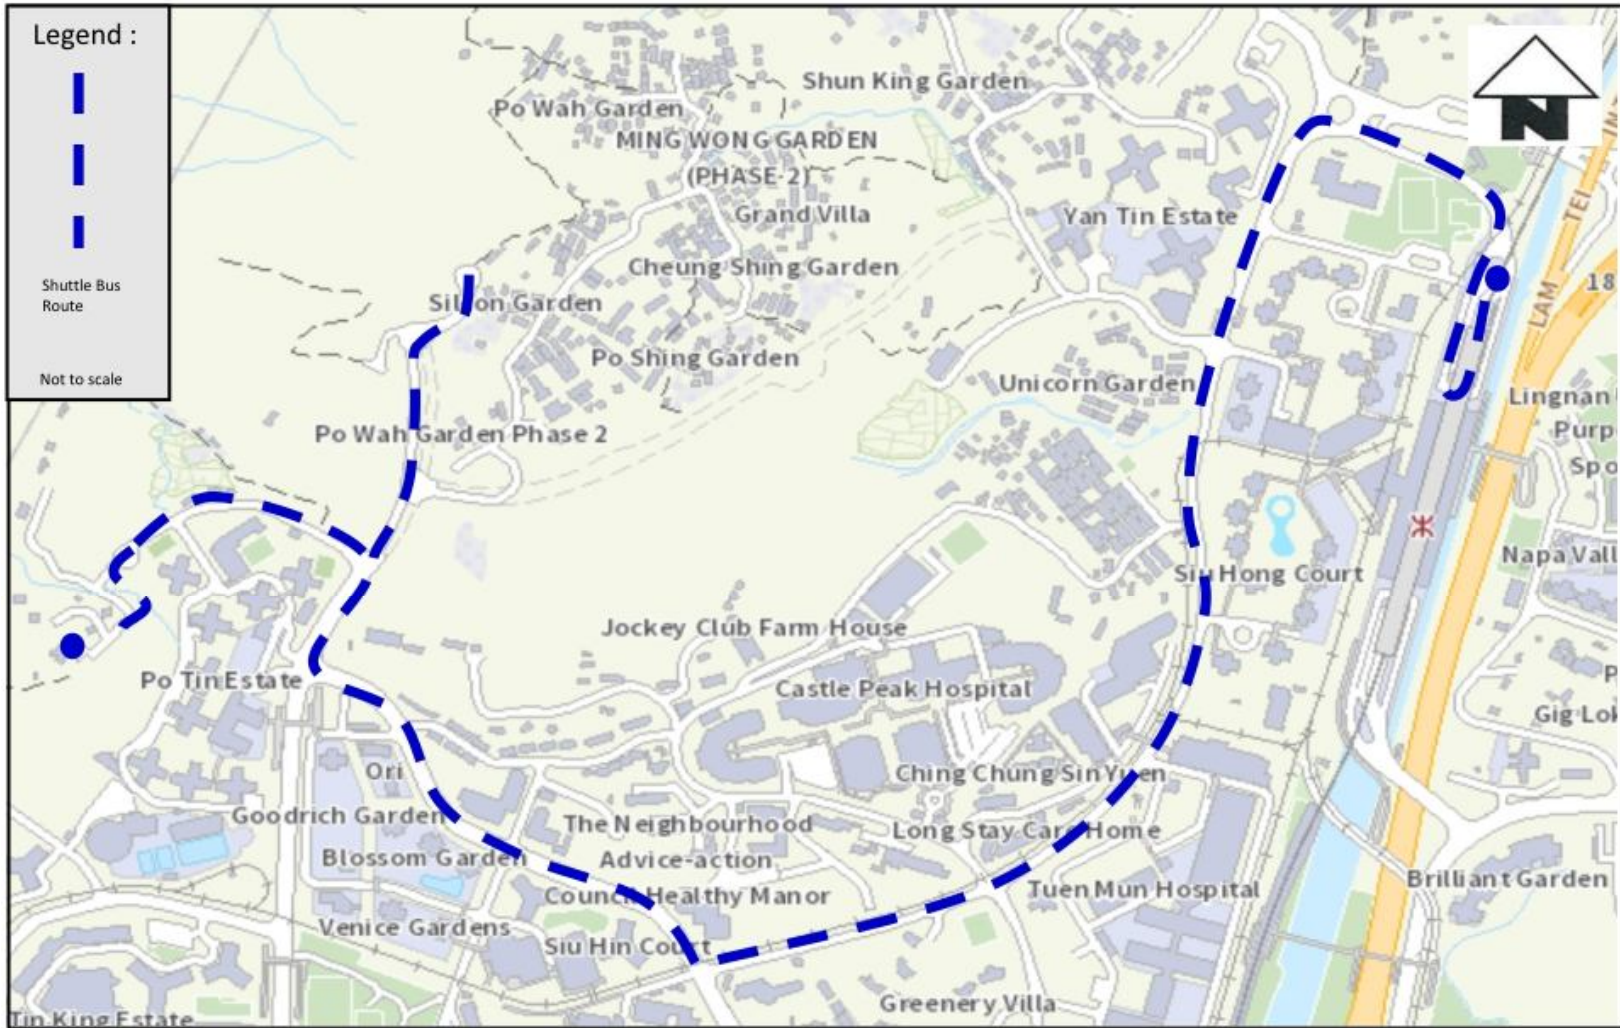 Legend :
Shuttle Bus
Route
Not to scale
N
Shun King Garden
Po Wah Garden
MING WONG GARDEN
(PHASE-2)
Grand Villa
Yan Tin Estate
Cheung Shing Garden
LAM TEI IN
18
Po Shing Garden
Unicorn Garden
Lingnan
Purp
Spo
Po Wah Garden Phase 2
Napa Vall
Siu Hong Court
Jockey Club Farm House
Po Tin Estate
Castle Peak Hospital
P
Gig Lo
Ori
Ching Chung Sin Yuen
Goodrich Garden
The Neighbourhood
Advice-action
Council Healthy Manor
Long Stay Care Home
Blossom Garden
Tuen Mun Hospital
Brilliant Garden
Venice Gardens
Siu Hin Court
Greenery Villa
Tin King Estate